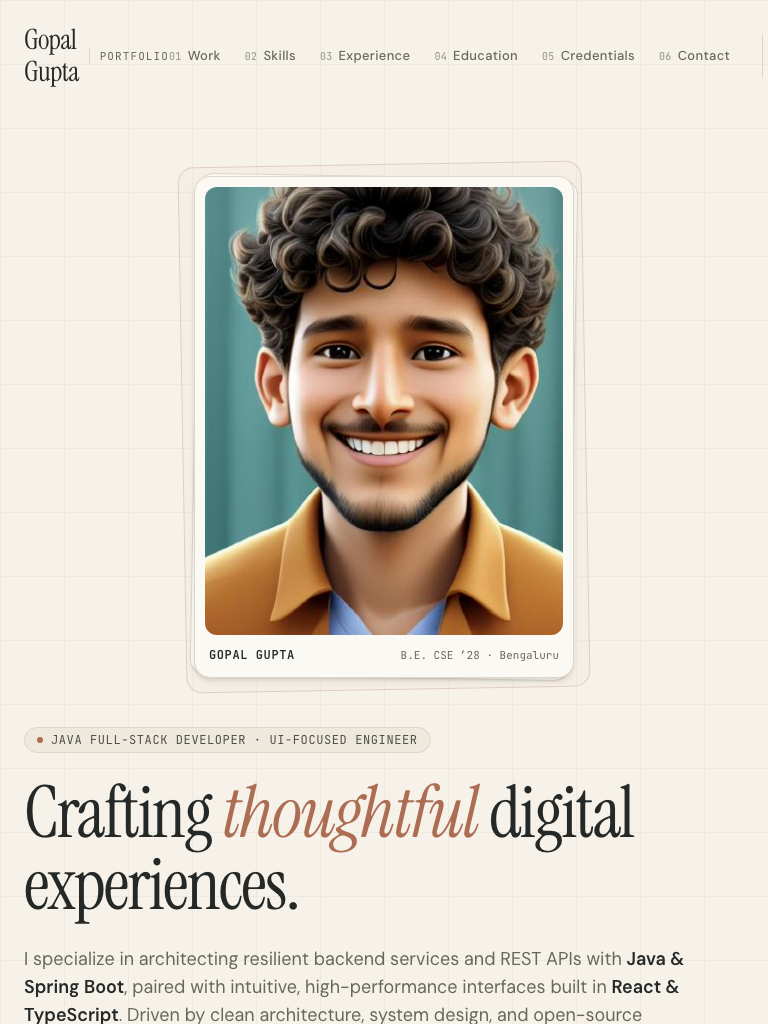 Gopal
Gupta
PORTFOLIO 01 Work 02 Skills 03 Experience 04 Education 05 Credentials 06 Contact
GOPAL GUPTA B.E. CSE ’28 · Bengaluru
JAVA FULL-STACK DEVELOPER · UI-FOCUSED ENGINEER
Crafting thoughtful digital
experiences.
I specialize in architecting resilient backend services and REST APIs with Java &
Spring Boot, paired with intuitive, high-performance interfaces built in React &
TypeScript. Driven by clean architecture, system design, and open-source